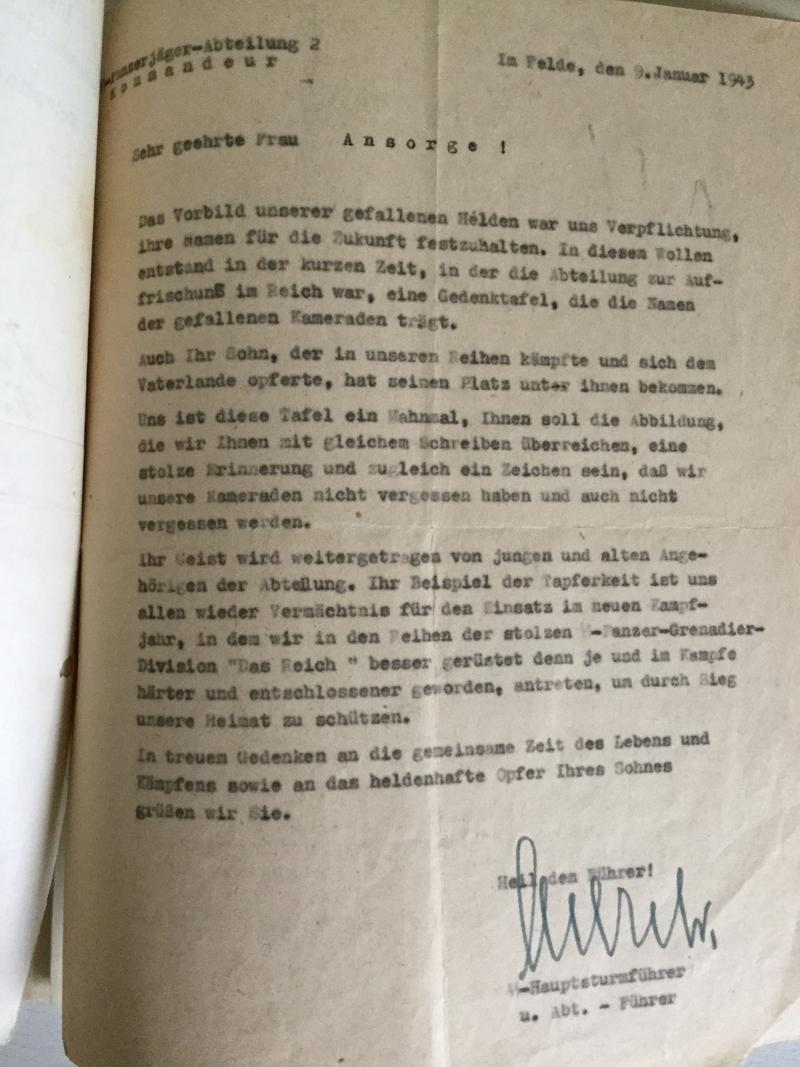 -Panzerjäger-Abteilung 2
Kommandeur
Im Felde, den 9.Januar 1943
Sehr geehrte Frau Ansorge !
Das Vorbild unserer gefallenen Helden war uns Verpflichtung,
ihre Namen für die Zukunft festzuhalten. In diesem Wollen
entstand in der kurzen Zeit, in der die Abteilung zur Auf-
frischunß im Reich war, eine Gedenktafel, die die Namen
der gefallenen Kameraden trägt.
Auch Ihr Sohn, der in unseren Reihen kämpfte und sich dem
Vaterlande opferte, hat seinen Platz unter ihnen bekommen.
Uns ist diese Tafel ein Mahnmal, Ihnen soll die Abbildung,
die wir Ihnen mit gleichem Schreiben überreichen, eine
stolze Erinnerung und zugleich ein Zeichen sein, daß wir
unsere Kameraden nicht vergessen haben und auch nicht
vergessen werden.
Ihr Geist wird weitergetragen von jungen und alten Ange-
hörigen der Abteilung. Ihr Beispiel der Tapferkeit ist uns
allen wieder Vermächtnis für den Einsatz im neuen Kampf-
jahr, in dem wir in den Reihen der stolzen -Panzer-Grenadier-
Division "Das Reich " besser gerüstet denn je und im Kampfe
härter und entschlossener geworden, antreten, um durch Sieg
unsere Heimat zu schützen.
In treuem Gedenken an die gemeinsame Zeit des Lebens und
Kämpfens sowie an das heldenhafte Opfer Ihres Sohnes
grüßen wir Sie.
Heil dem Führer!
-Hauptsturmführer
u. Abt. - Führer